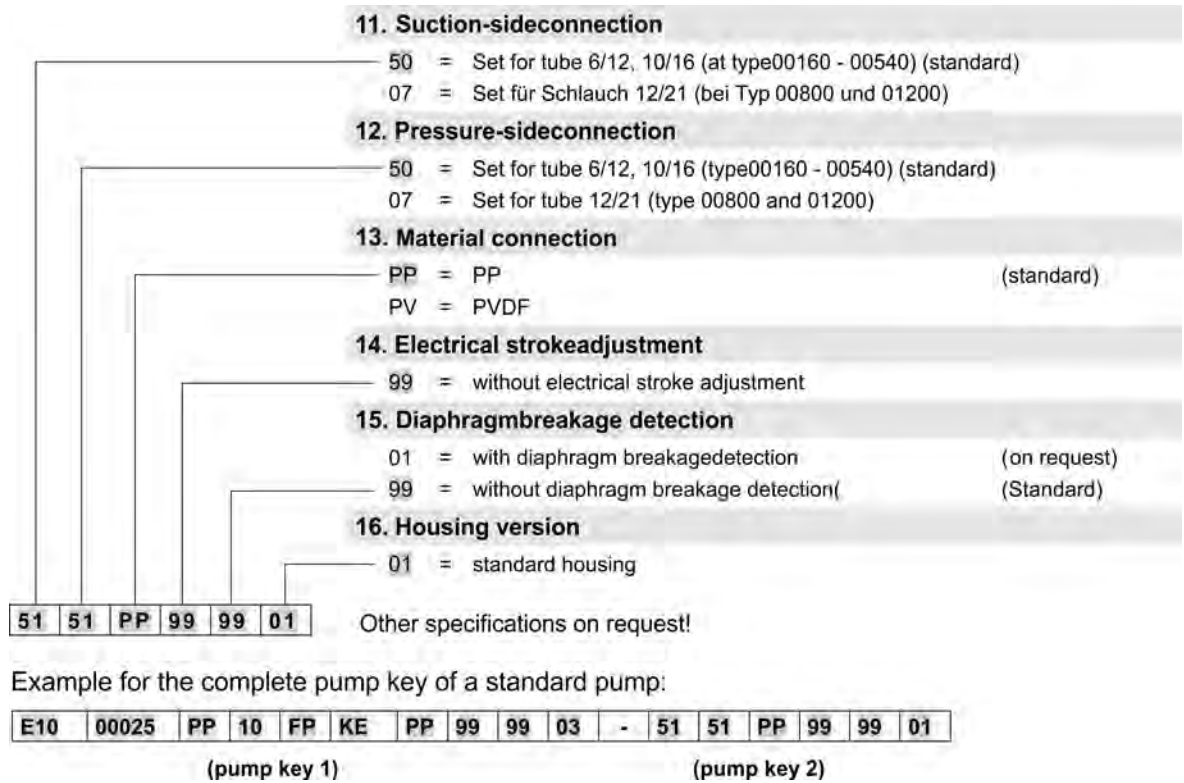 11. Suction-sideconnection
50 = Set for tube 6/12, 10/16 (at type00160 - 00540) (standard)
07 = Set für Schlauch 12/21 (bei Typ 00800 und 01200)
12. Pressure-sideconnection
50 = Set for tube 6/12, 10/16 (type00160 - 00540) (standard)
07 = Set for tube 12/21 (type 00800 and 01200)
13. Material connection
PP = PP (standard)
PV = PVDF
14. Electrical strokeadjustment
99 = without electrical stroke adjustment
15. Diaphragmbreakage detection
01 = with diaphragm breakagedetection (on request)
99 = without diaphragm breakage detection( (Standard)
16. Housing version
01 = standard housing
51 51 PP 99 99 01 Other specifications on request!
Example for the complete pump key of a standard pump:
E10 00025 PP 10 FP KE PP 99 99 03 - 51 51 PP 99 99 01
(pump key 1) (pump key 2)